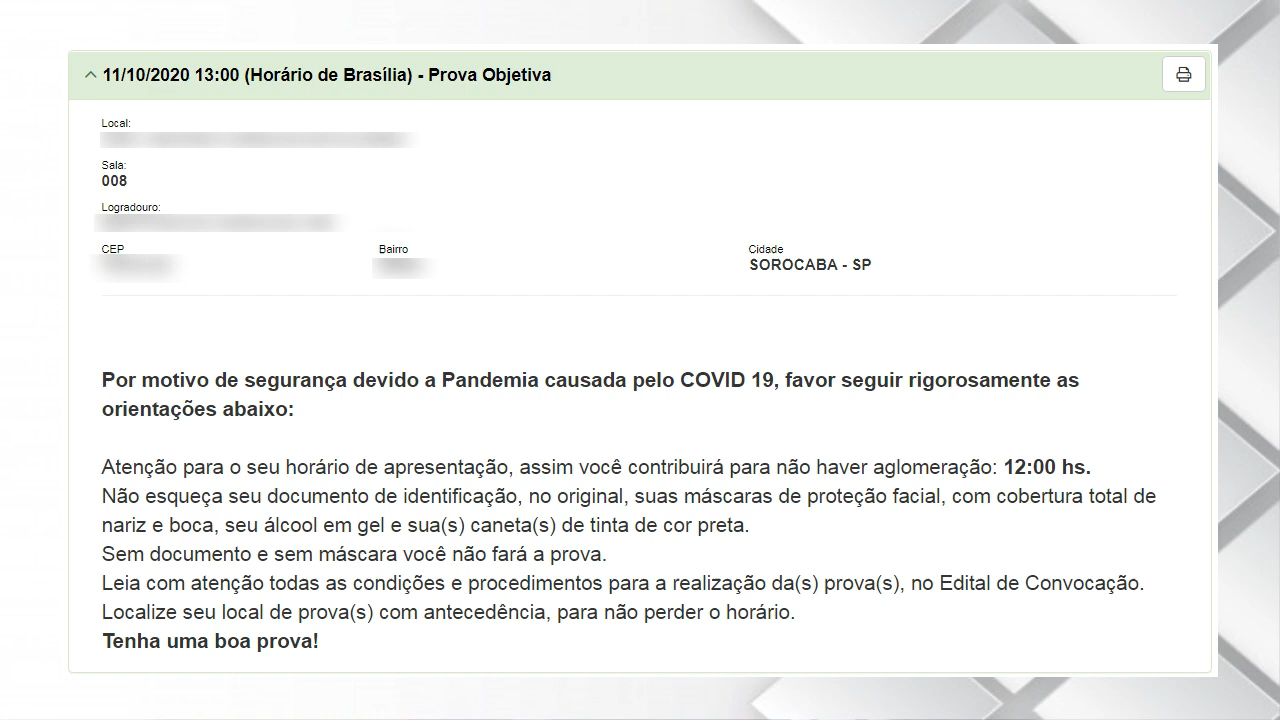 11/10/2020 13:00 (Horário de Brasília) - Prova Objetiva
Local:
Sala:
008
Logradouro:
CEP Bairro Cidade
SOROCABA - SP
Por motivo de segurança devido a Pandemia causada pelo COVID 19, favor seguir rigorosamente as
orientações abaixo:
Atenção para o seu horário de apresentação, assim você contribuirá para não haver aglomeração: 12:00 hs.
Não esqueça seu documento de identificação, no original, suas máscaras de proteção facial, com cobertura total de
nariz e boca, seu álcool em gel e sua(s) caneta(s) de tinta de cor preta.
Sem documento e sem máscara você não fará a prova.
Leia com atenção todas as condições e procedimentos para a realização da(s) prova(s), no Edital de Convocação.
Localize seu local de prova(s) com antecedência, para não perder o horário.
Tenha uma boa prova!